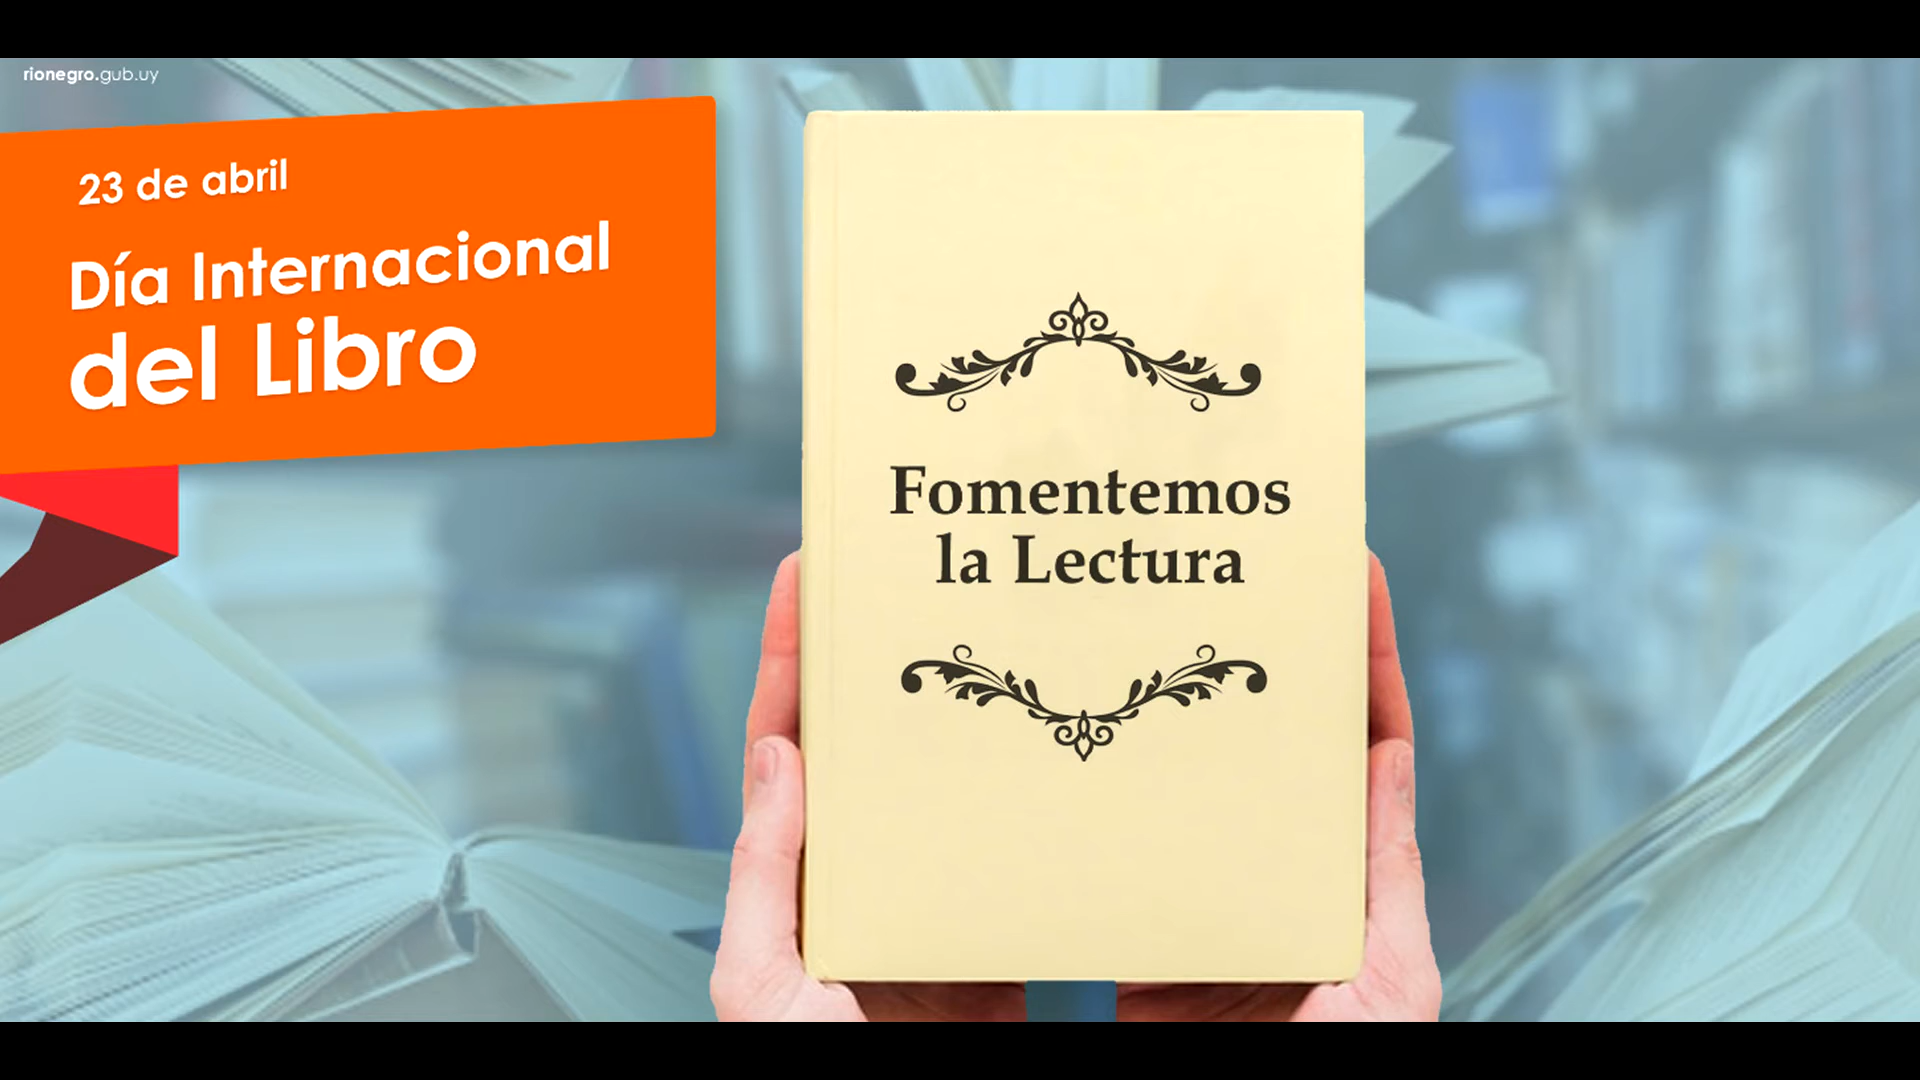 rionegro.gub.uy
23 de abril
Día Internacional
del Libro
Fomentemos
la Lectura